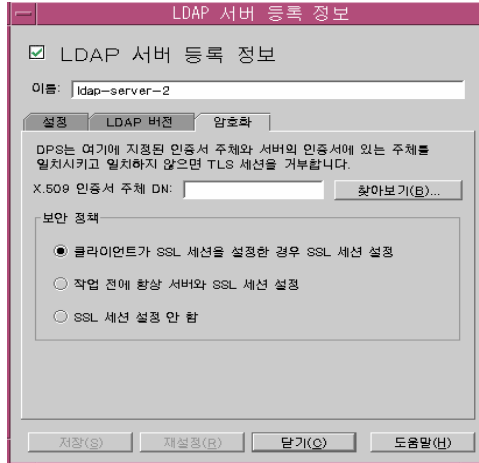 LDAP 서버 등록 정보
LDAP 서버 등록 정보
이름: ldap-server-2
설정 LDAP 버전 암호화
DPS는 여기에 지정된 인증서 주체와 서버의 인증서에 있는 주체를
일치시키고 일치하지 않으면 TLS 세션을 거부합니다.
X.509 인증서 주체 DN: 찾아보기(B)...
보안 정책
클라이언트가 SSL 세션을 설정한 경우 SSL 세션 설정
작업 전에 항상 서버와 SSL 세션 설정
SSL 세션 설정 안 함
저장(S) 재설정(R) 닫기(C) 도움말(H)